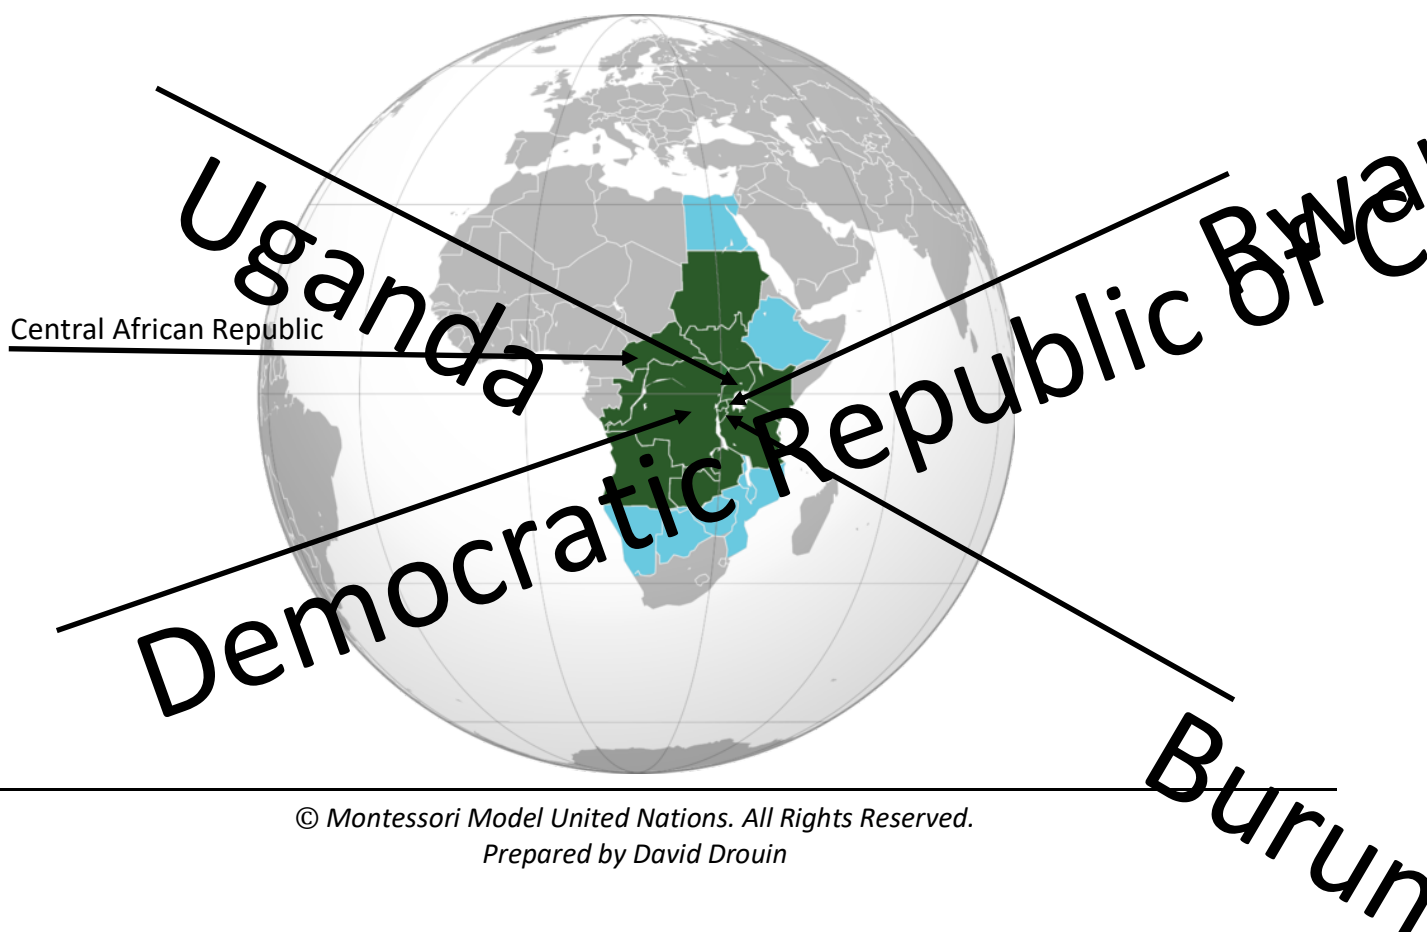 Uganda
Central African Republic
Democratic Republic of C
Burun
© Montessori Model United Nations. All Rights Reserved.
Prepared by David Drouin